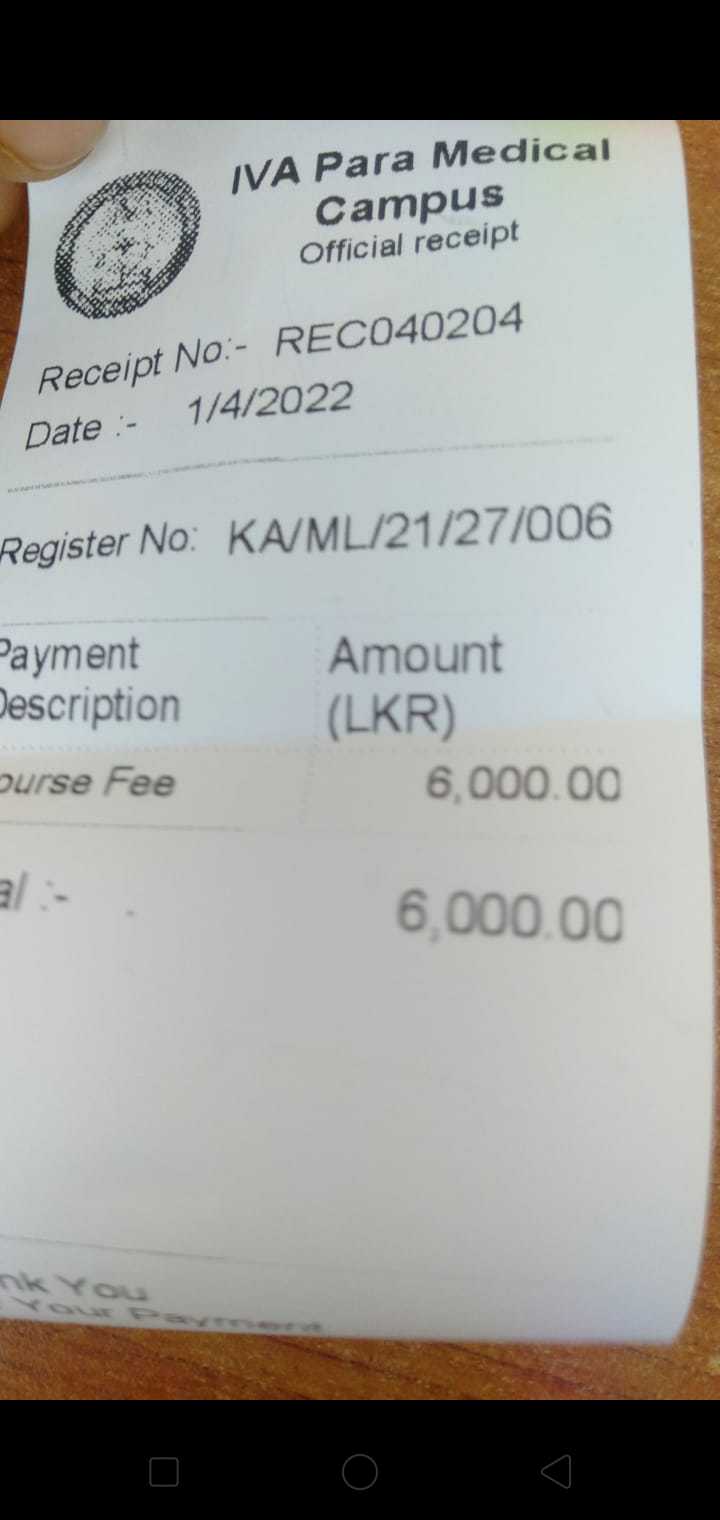 IVA Para Medical
Campus
Official receipt
Receipt No:- REC040204
Date :- 1/4/2022
Register No: KA/ML/21/27/006
Payment Amount
Description (LKR)
ourse Fee 6,000.00
al :- 6,000.00
nk You
Your Payment